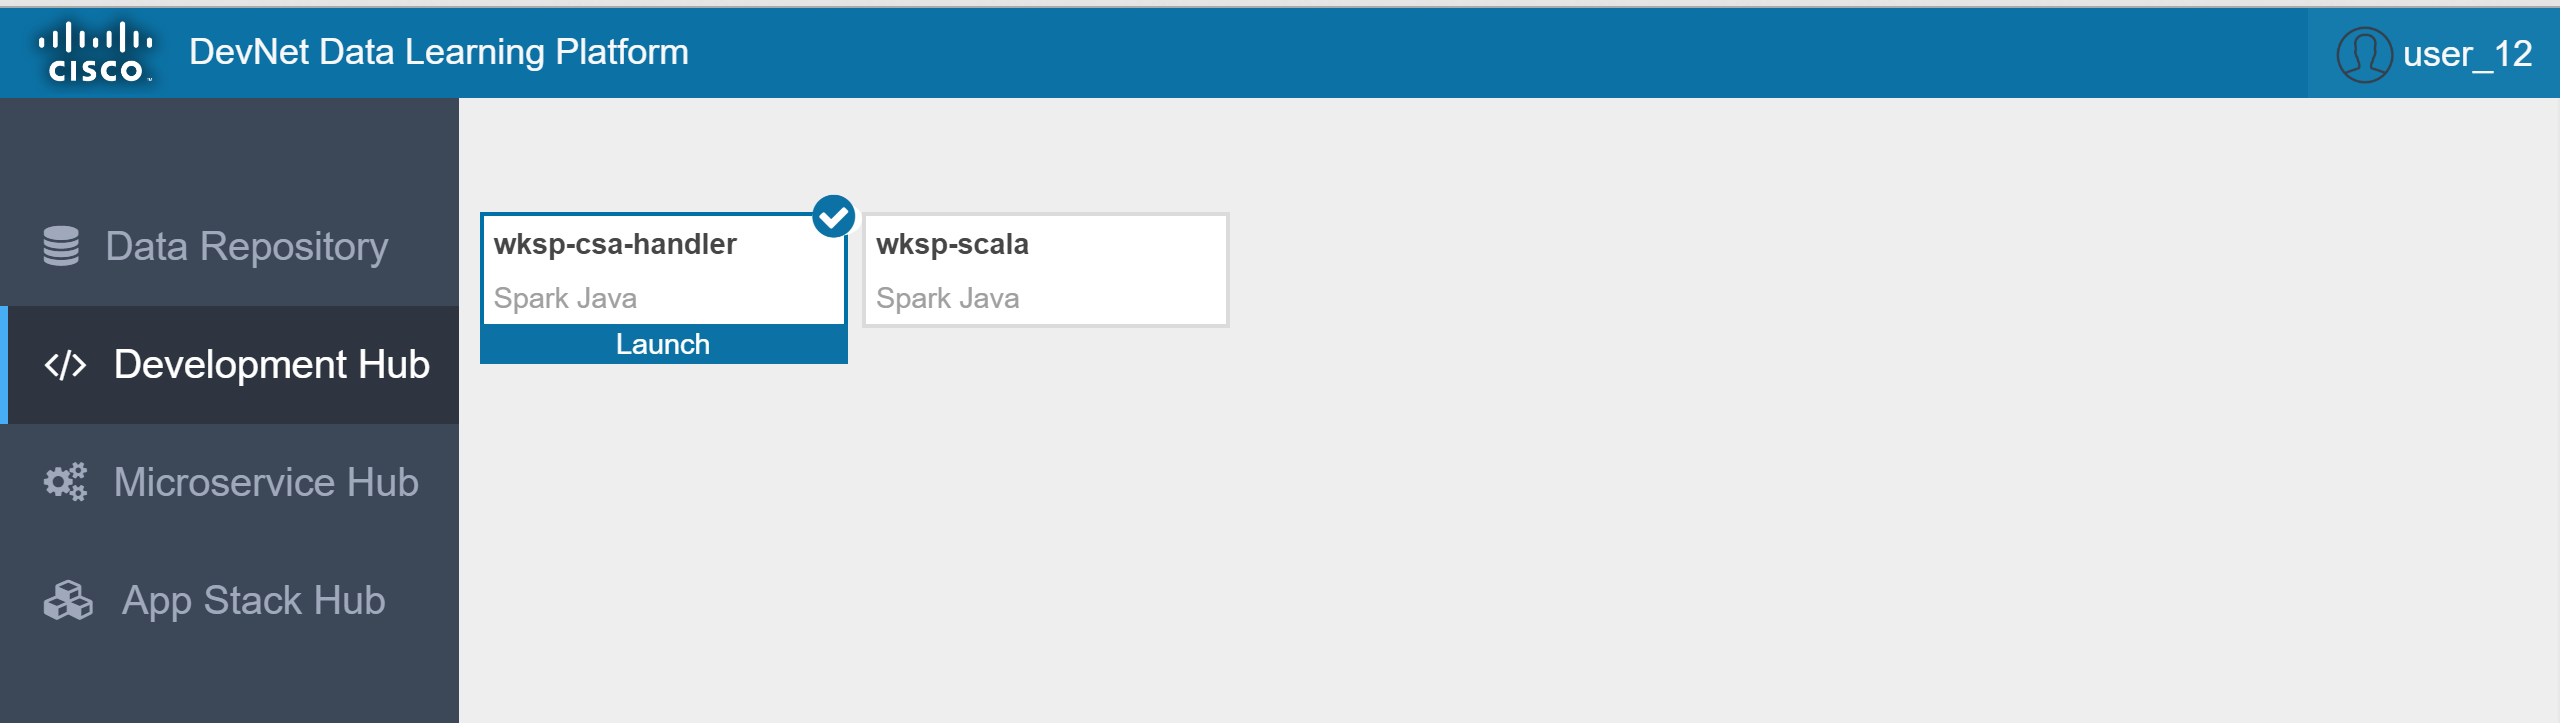 CISCO
DevNet Data Learning Platform
user_12
Data Repository
Development Hub
Microservice Hub
App Stack Hub
wksp-csa-handler
Spark Java
Launch
wksp-scala
Spark Java